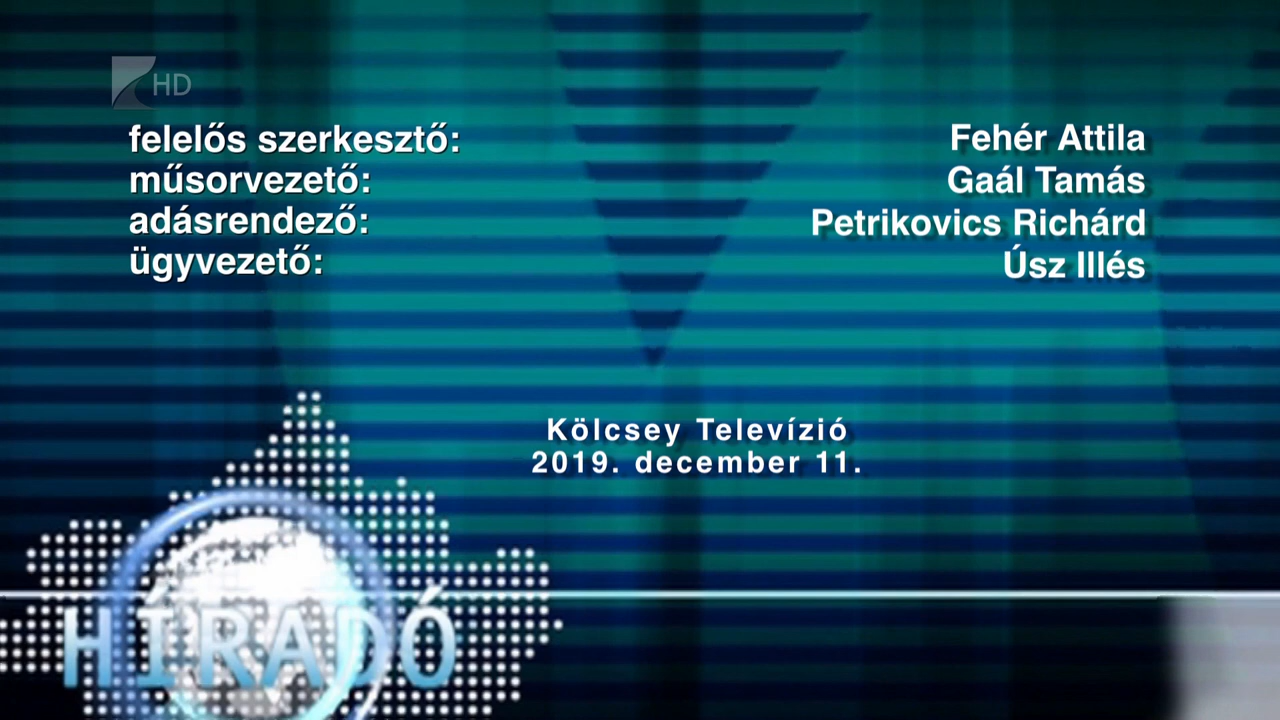 HD
felelős szerkesztő: Fehér Attila
műsorvezető: Gaál Tamás
adásrendező: Petrikovics Richárd
ügyvezető: Úsz Illés
Kölcsey Televízió
2019. december 11.
HÍRADÓ